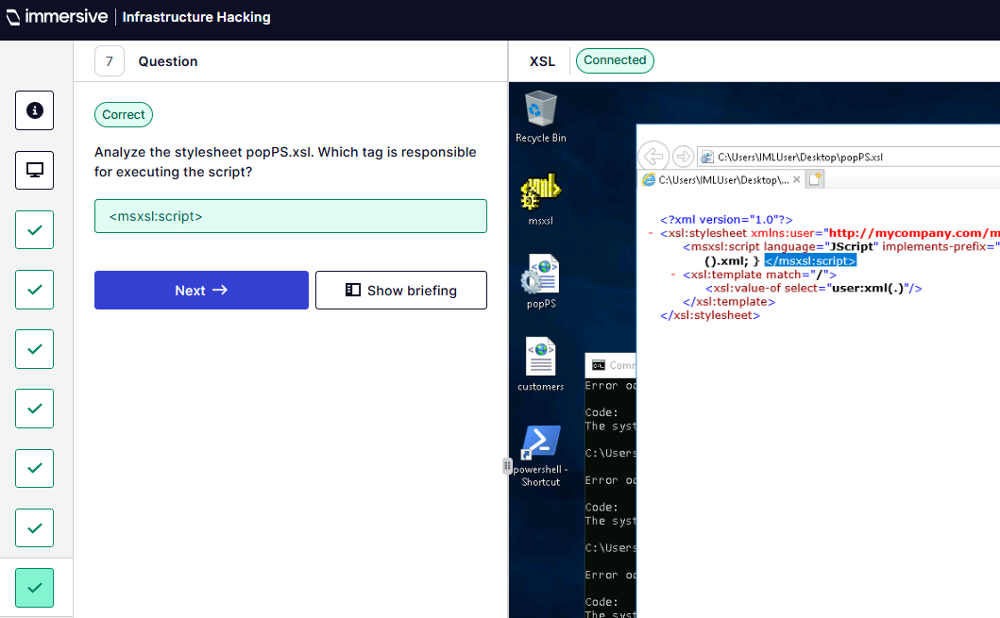 immersive | Infrastructure Hacking
7 Question
Correct
Analyze the stylesheet popPS.xsl. Which tag is responsible
for executing the script?
<msxsl:script>
Next →
Show briefing
XSL Connected
Recycle Bin
msxsl
popPS
customers
powershell -
Shortcut
C:\Users\IMLUser\Desktop\popPS.xsl
C:\Users\IMLUser\Desktop\...
<?xml version="1.0"?>
- <xsl:stylesheet xmlns:user="http://mycompany.com/m
<msxsl:script language="JScript" implements-prefix="
().xml; } </msxsl:script>
- <xsl:template match="/">
<xsl:value-of select="user:xml(.)"/>
</xsl:template>
</xsl:stylesheet>
Comm
Error oc
Code:
The syst
C:\Users
Error oc
Code:
The syst
C:\Users
Error oc
Code:
The syst